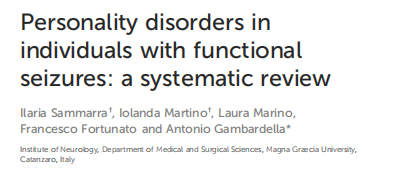 Personality disorders in
individuals with functional
seizures: a systematic review
Ilaria Sammarra†, Iolanda Martino†, Laura Marino,
Francesco Fortunato and Antonio Gambardella*
Institute of Neurology, Department of Medical and Surgical Sciences, Magna Græcia University,
Catanzaro, Italy